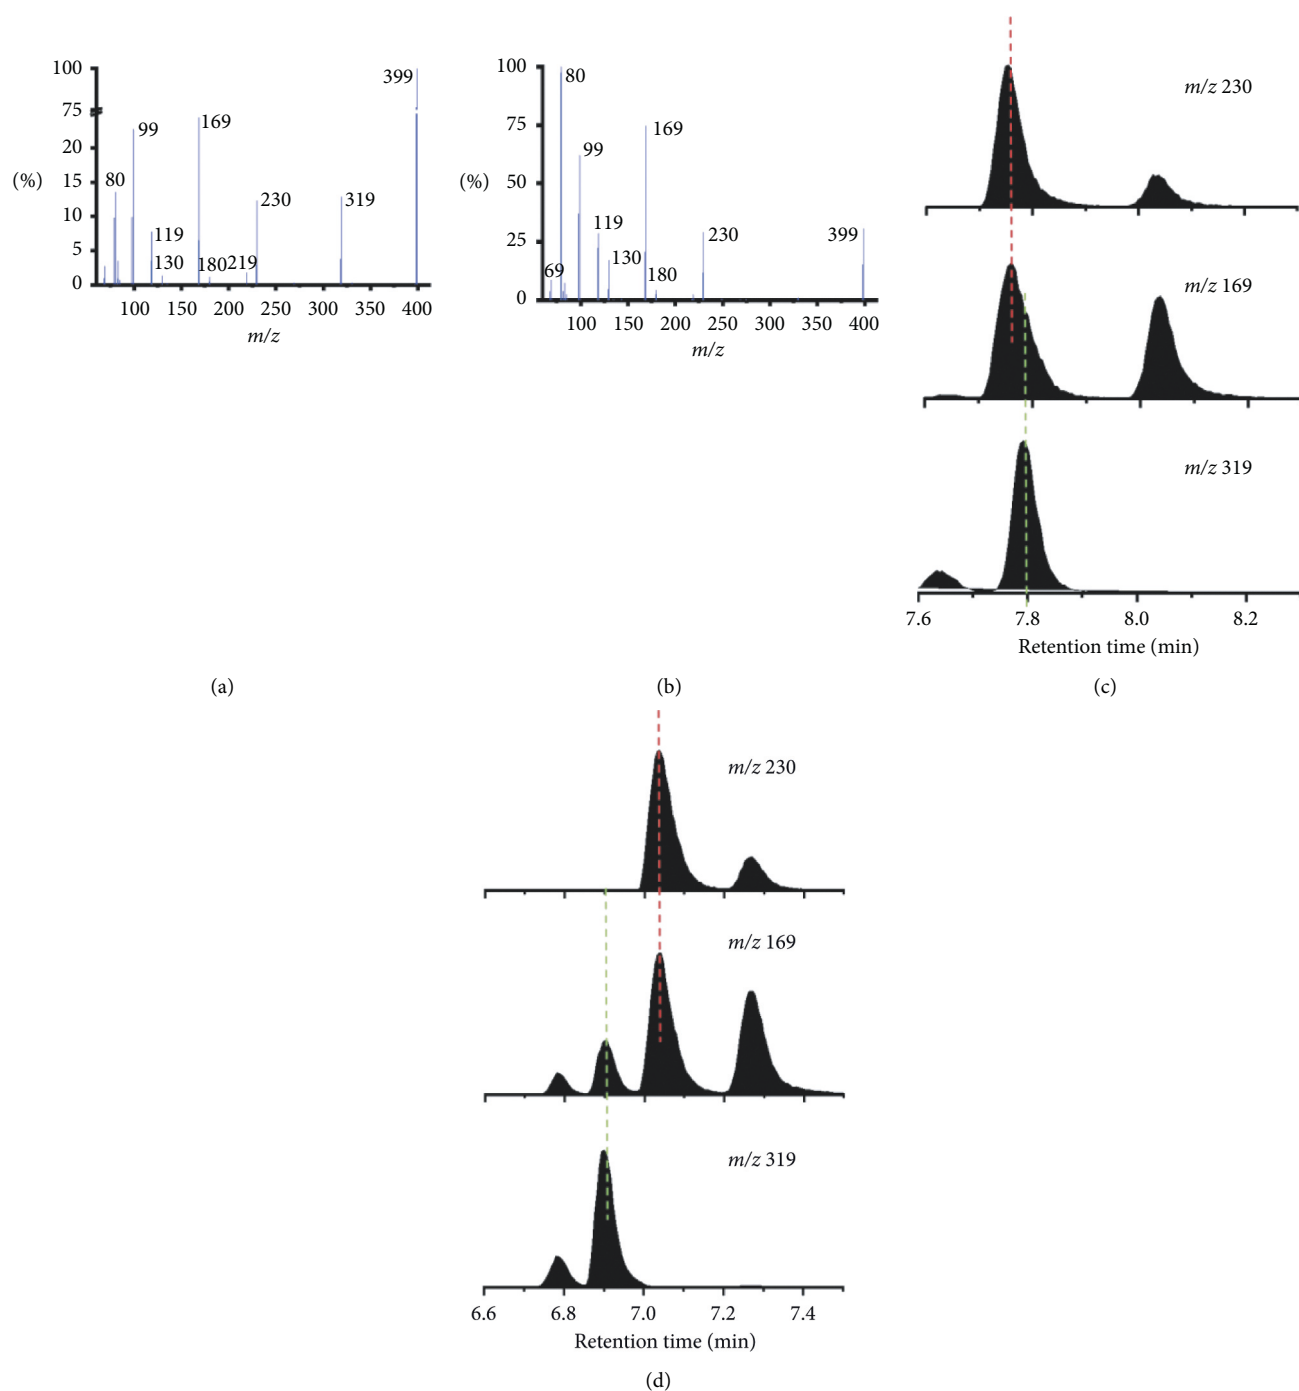 100
75
20
15
10
5
0
(%)
80
99
119
130
169
180
219
230
319
399
100 150 200 250 300 350 400
m/z
(a)
100
75
50
25
0
(%)
69
80
99
119
130
169
180
230
399
100 150 200 250 300 350 400
m/z
(b)
m/z 230
m/z 169
m/z 319
7.6 7.8 8.0 8.2
Retention time (min)
(c)
m/z 230
m/z 169
m/z 319
6.6 6.8 7.0 7.2 7.4
Retention time (min)
(d)